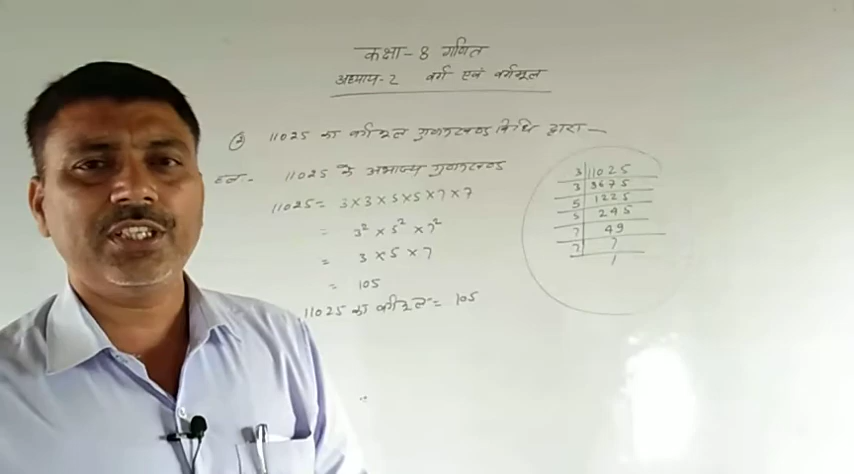 कक्षा - 8 गणित
अध्याय - 2 वर्ग एवं वर्गमूल
② 11025 का वर्गमूल गुणनखण्ड विधि द्वारा —
हल - 11025 के अभाज्य गुणनखण्ड
11025 = 3×3×5×5×7×7
= 3² × 5² × 7²
= 3 × 5 × 7
= 105
11025 का वर्गमूल = 105
3 | 11025
3 | 3675
5 | 1225
5 | 245
7 | 49
7 | 7
1